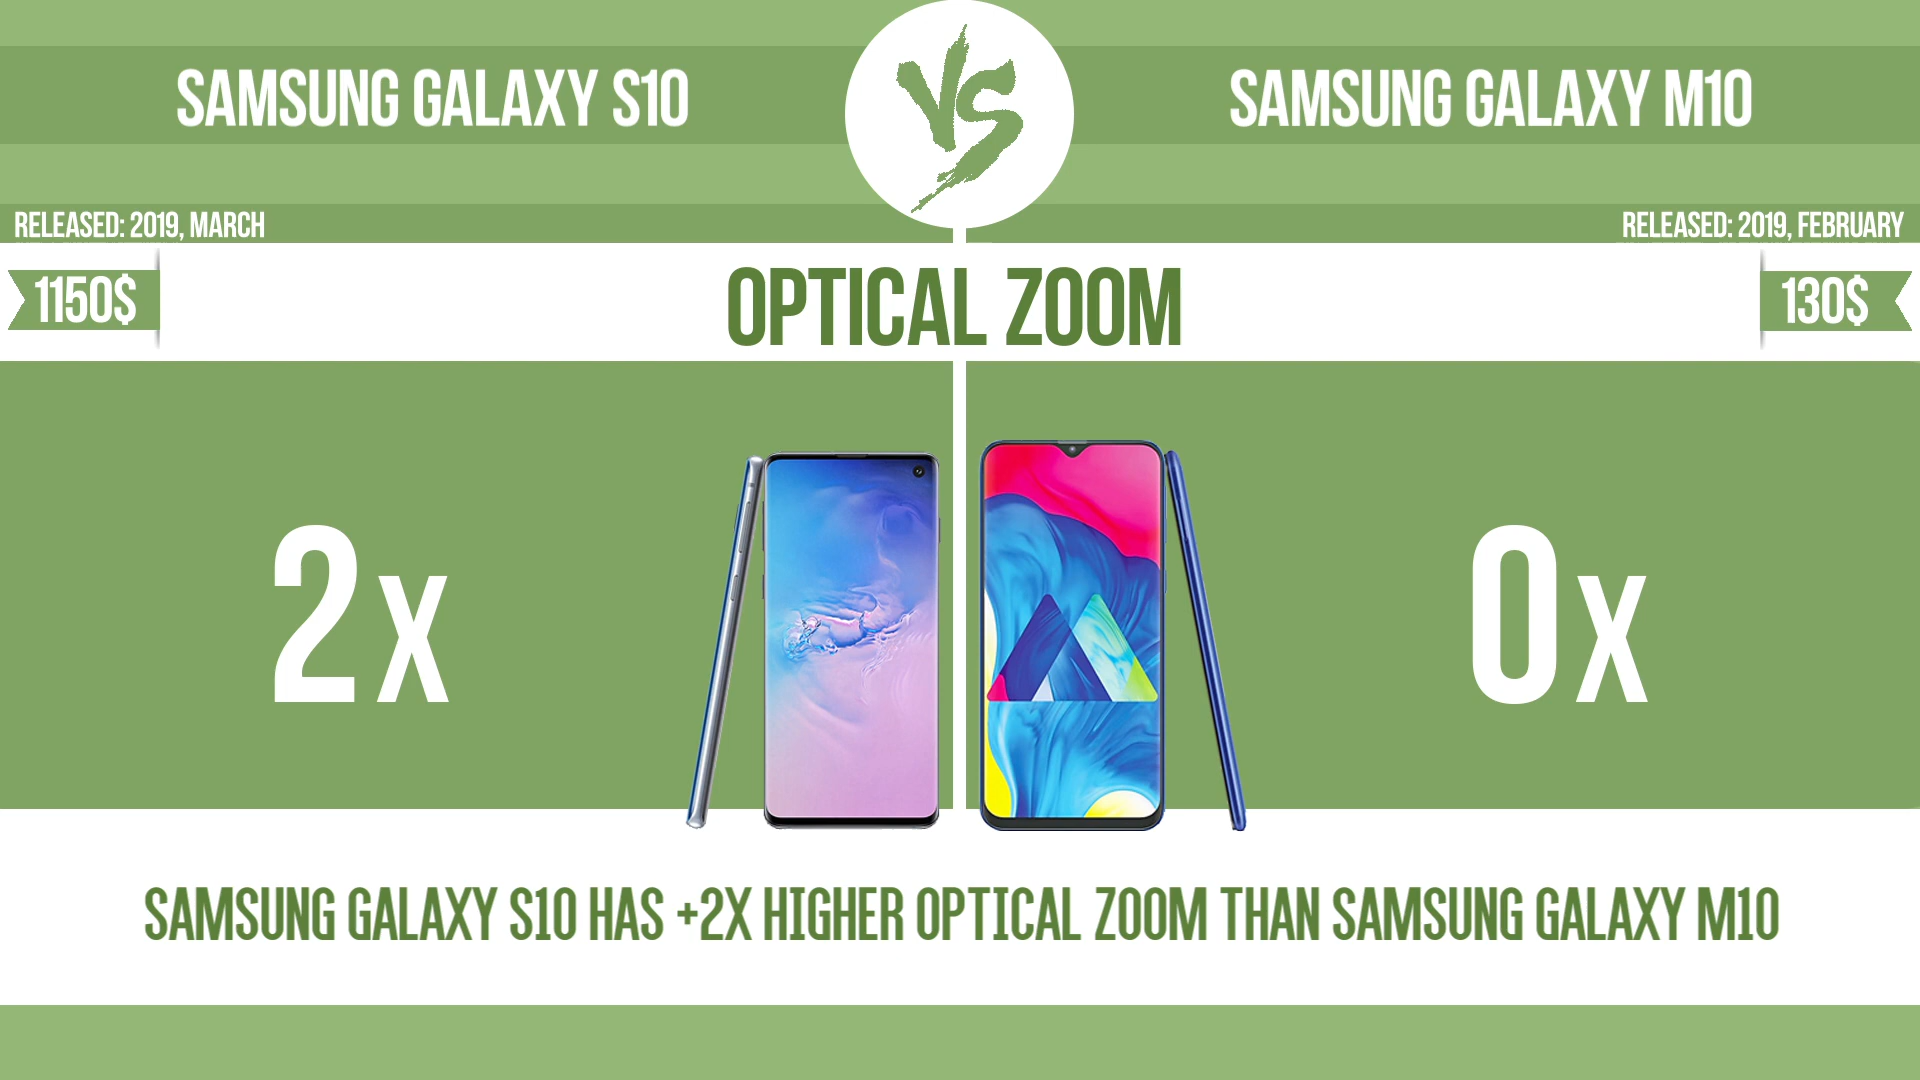 SAMSUNG GALAXY S10
VS
SAMSUNG GALAXY M10
RELEASED: 2019, MARCH
RELEASED: 2019, FEBRUARY
1150$
OPTICAL ZOOM
130$
2X
0X
SAMSUNG GALAXY S10 HAS +2X HIGHER OPTICAL ZOOM THAN SAMSUNG GALAXY M10